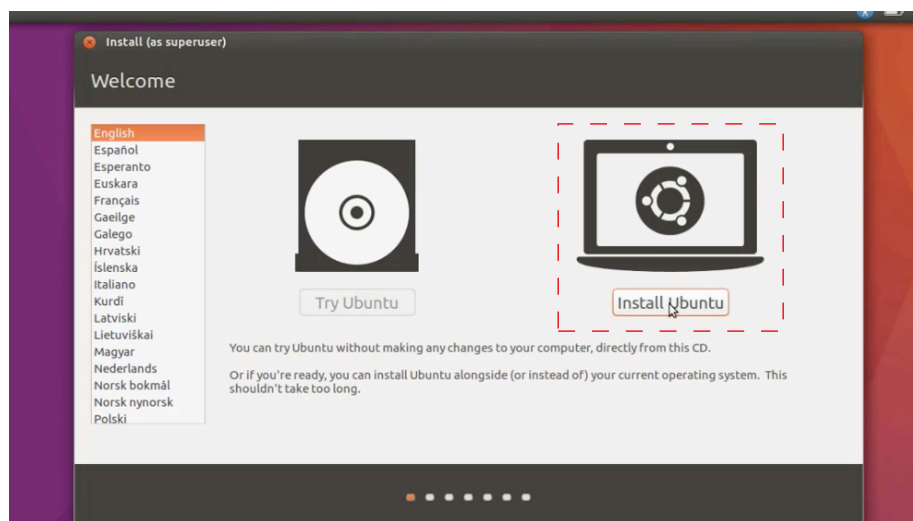 Install (as superuser)
Welcome
English
Español
Esperanto
Euskara
Français
Gaeilge
Galego
Hrvatski
Íslenska
Italiano
Kurdî
Latviski
Lietuviškai
Magyar
Nederlands
Norsk bokmål
Norsk nynorsk
Polski
Try Ubuntu
Install Ubuntu
You can try Ubuntu without making any changes to your computer, directly from this CD.
Or if you're ready, you can install Ubuntu alongside (or instead of) your current operating system. This
shouldn't take too long.